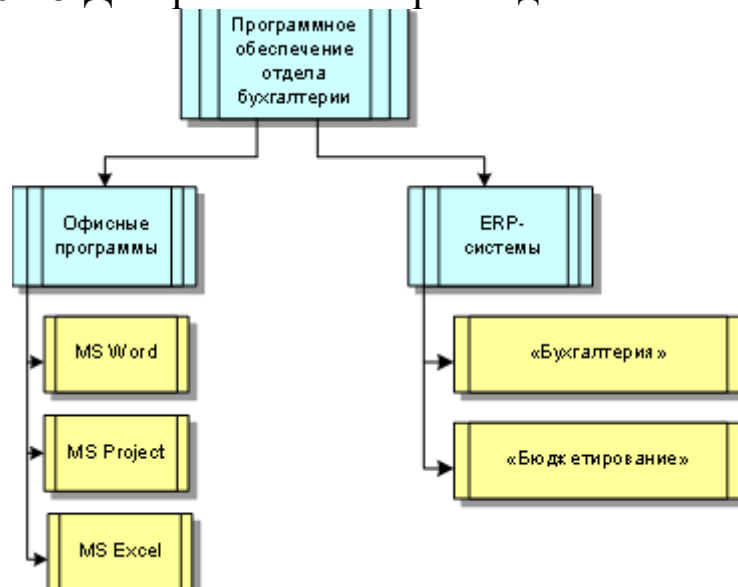 Программное
обеспечение
отдела
бухгалтерии
Офисные
программы
ERP-
системы
MS Word
«Бухгалтерия»
MS Project
«Бюджетирование»
MS Excel